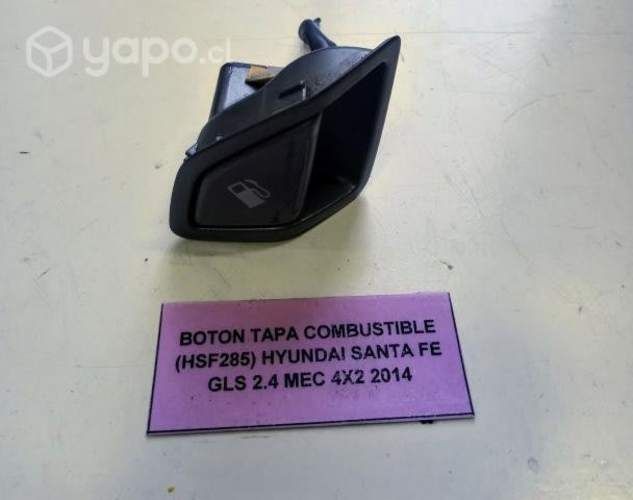 yapo.cl
BOTON TAPA COMBUSTIBLE
(HSF285) HYUNDAI SANTA FE
GLS 2.4 MEC 4X2 2014